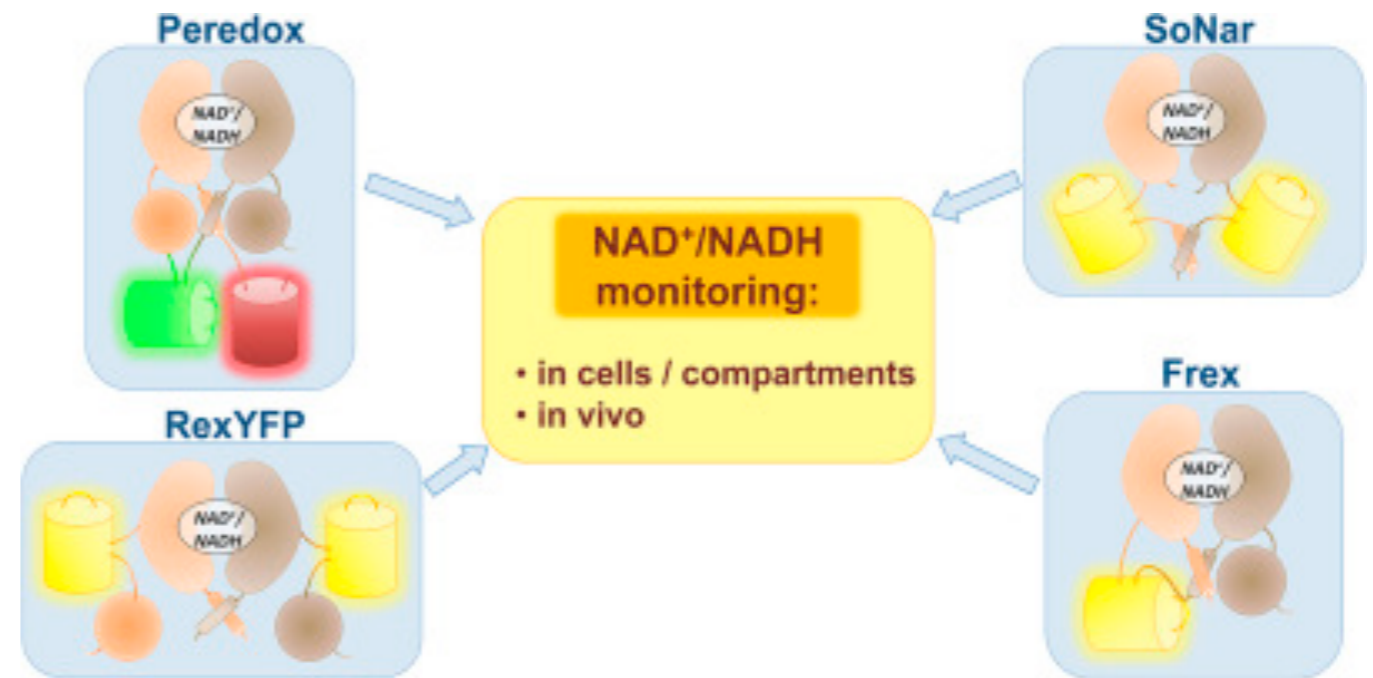 Peredox
NAD⁺/
NADH
SoNar
NAD⁺/
NADH
NAD⁺/NADH
monitoring:
• in cells / compartments
• in vivo
RexYFP
NAD⁺/
NADH
Frex
NAD⁺/
NADH